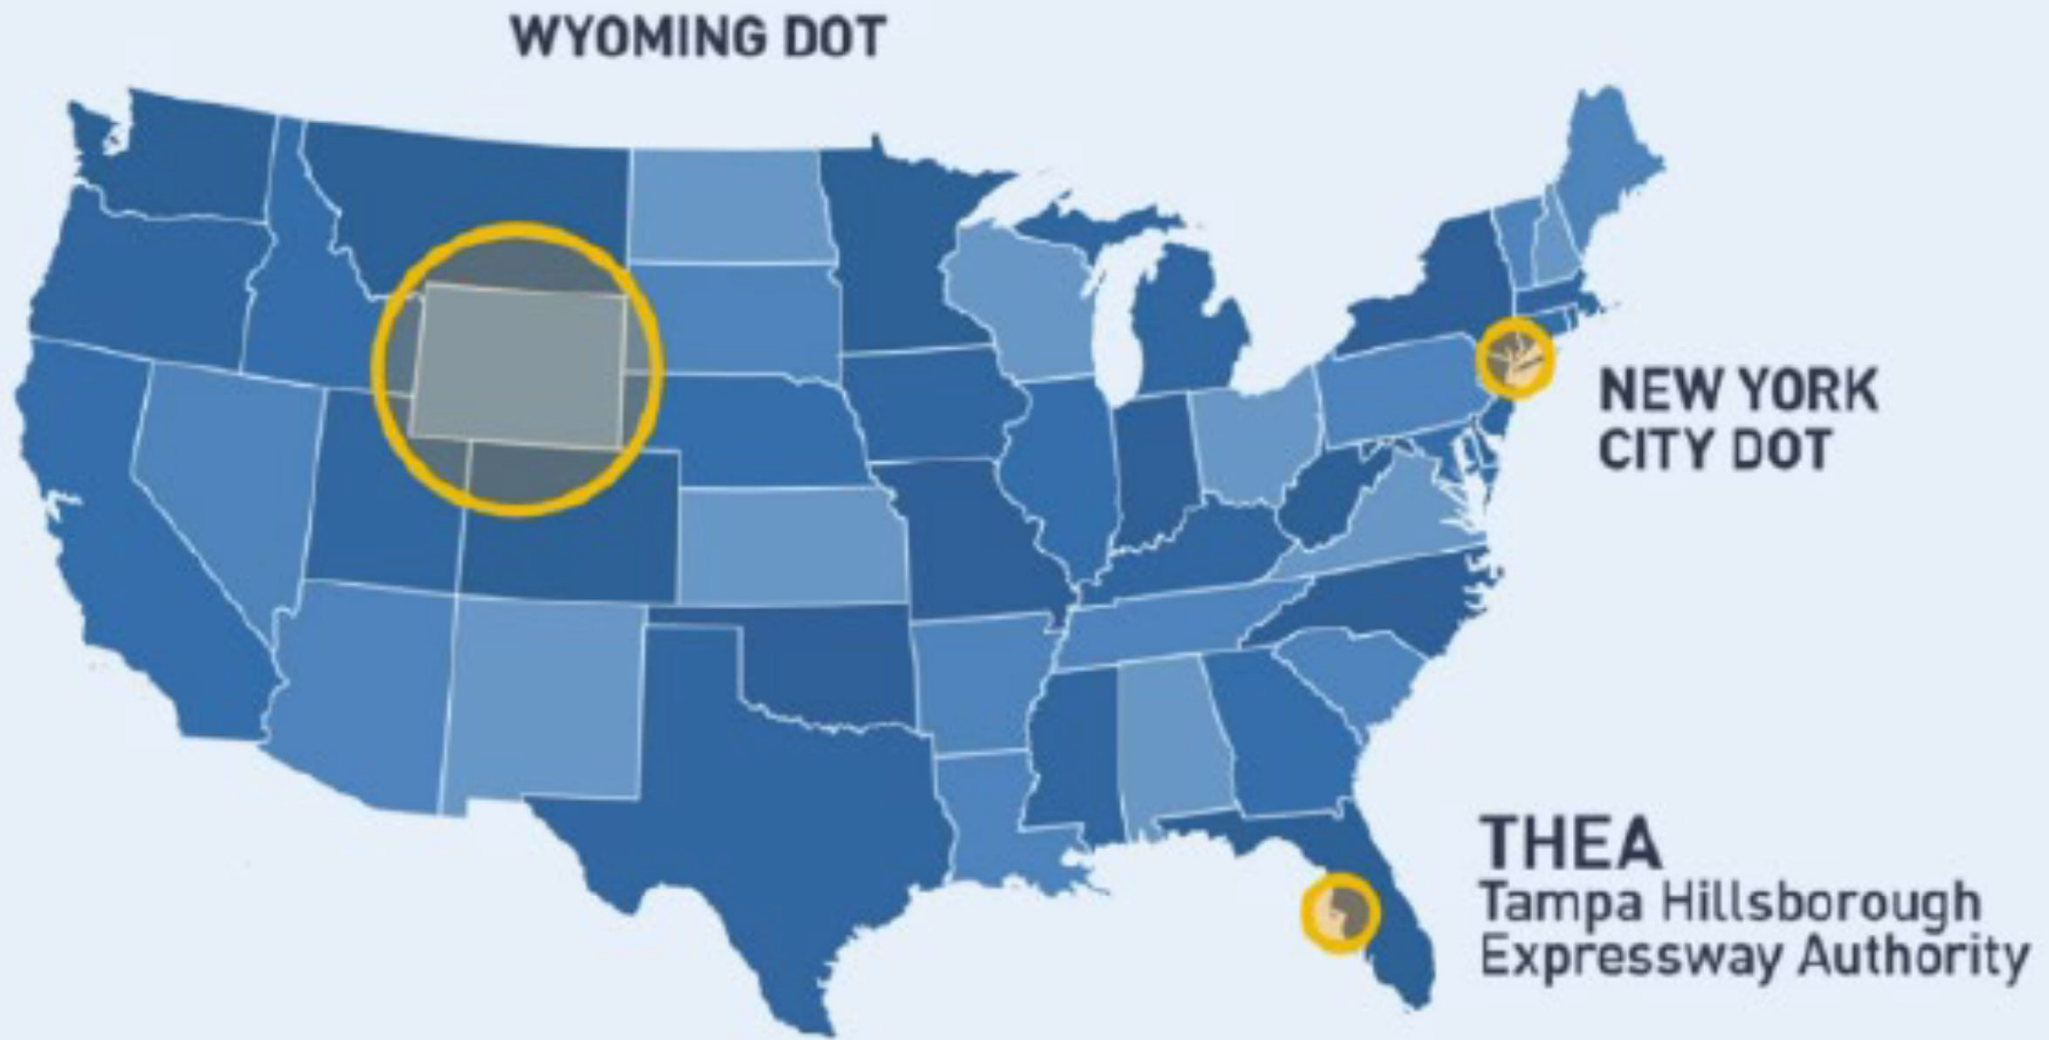 WYOMING DOT
NEW YORK
CITY DOT
THEA
Tampa Hillsborough
Expressway Authority